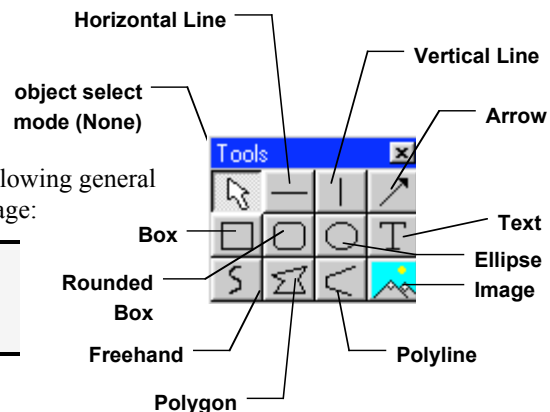 Horizontal Line
Vertical Line
object select
mode (None)
Arrow
Tools
lowing general
age:
Box
Text
Ellipse
Rounded
Box
Image
Freehand
Polyline
Polygon